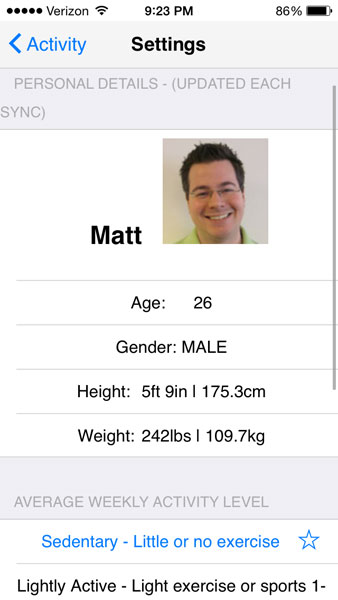 Verizon 9:23 PM 86%
Activity Settings
PERSONAL DETAILS - (UPDATED EACH
SYNC)
Matt
Age: 26
Gender: MALE
Height: 5ft 9in | 175.3cm
Weight: 242lbs | 109.7kg
AVERAGE WEEKLY ACTIVITY LEVEL
Sedentary - Little or no exercise
Lightly Active - Light exercise or sports 1-